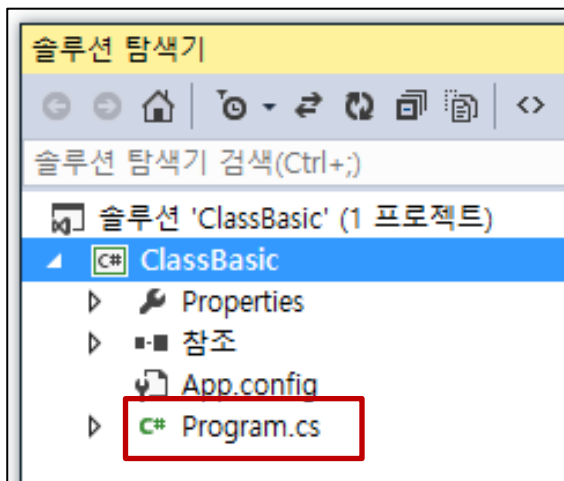 솔루션 탐색기
솔루션 탐색기 검색(Ctrl+;)
솔루션 'ClassBasic' (1 프로젝트)
C# ClassBasic
Properties
참조
App.config
C# Program.cs